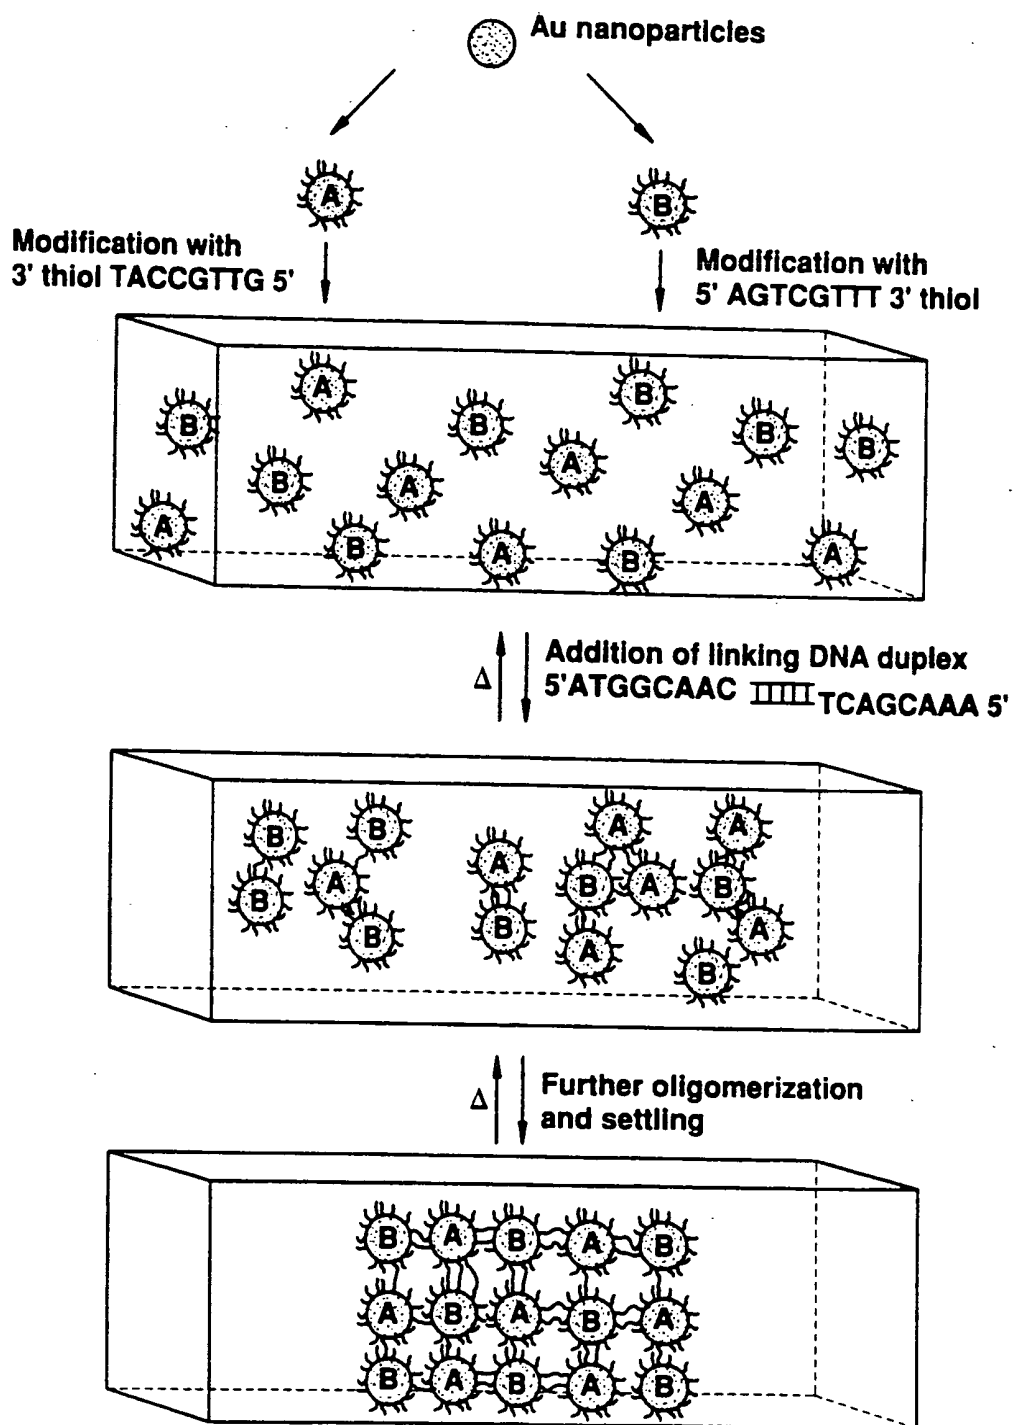 Au nanoparticles
A
B
Modification with
3' thiol TACCGTTG 5'
Modification with
5' AGTCGTTT 3' thiol
A
B
B
B
B
B
A
B
A
A
A
B
A
B
A
Δ
Addition of linking DNA duplex
5'ATGGCAAC
TCAGCAAA 5'
B
B
A
A
A
B
A
B
A
B
B
B
A
A
B
Δ
Further oligomerization
and settling
B A B A B
A B A B A
B A B A B